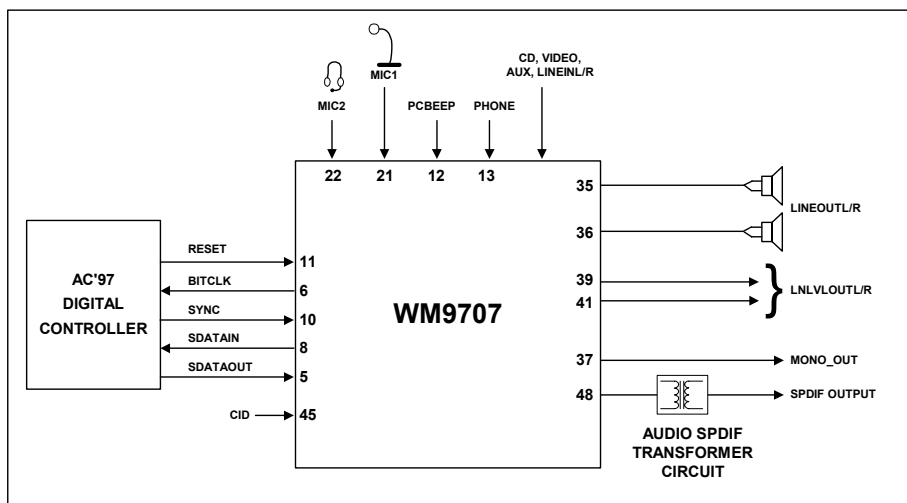 CD, VIDEO,
AUX, LINEINL/R
MIC1
MIC2
PCBEEP
PHONE
22
21
12
13
35
LINEOUTL/R
36
AC'97
DIGITAL
CONTROLLER
RESET
11
BITCLK
6
SYNC
10
SDATAIN
8
SDATAOUT
5
CID
45
WM9707
39
41
} LNLVLOUTL/R
37
MONO_OUT
48
SPDIF OUTPUT
AUDIO SPDIF
TRANSFORMER
CIRCUIT